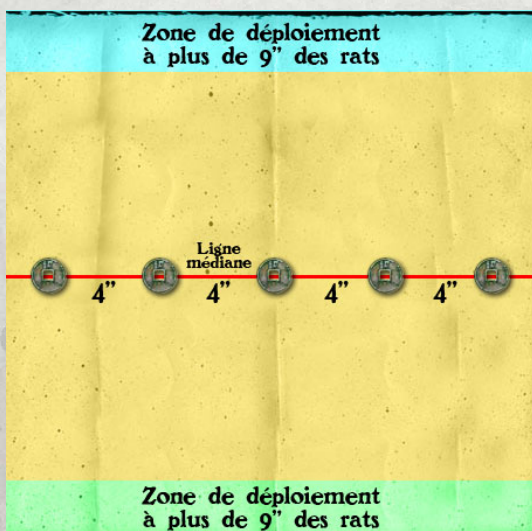 Zone de déploiement
à plus de 9" des rats
Ligne
médiane
4" 4" 4" 4"
Zone de déploiement
à plus de 9" des rats